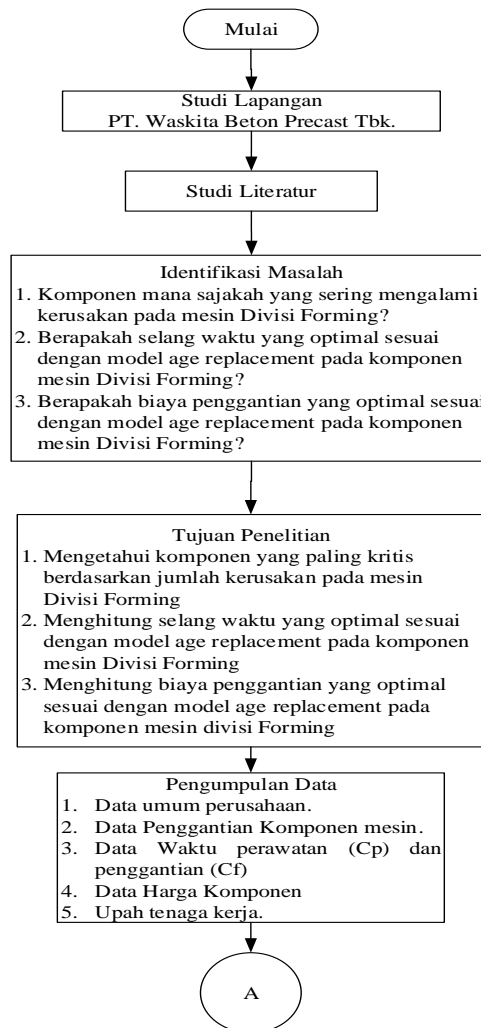 Mulai
Studi Lapangan
PT. Waskita Beton Precast Tbk.
Studi Literatur
Identifikasi Masalah
1. Komponen mana sajakah yang sering mengalami
kerusakan pada mesin Divisi Forming?
2. Berapakah selang waktu yang optimal sesuai
dengan model age replacement pada komponen
mesin Divisi Forming?
3. Berapakah biaya penggantian yang optimal sesuai
dengan model age replacement pada komponen
mesin Divisi Forming?
Tujuan Penelitian
1. Mengetahui komponen yang paling kritis
berdasarkan jumlah kerusakan pada mesin
Divisi Forming
2. Menghitung selang waktu yang optimal sesuai
dengan model age replacement pada komponen
mesin Divisi Forming
3. Menghitung biaya penggantian yang optimal
sesuai dengan model age replacement pada
komponen mesin divisi Forming
Pengumpulan Data
1. Data umum perusahaan.
2. Data Penggantian Komponen mesin.
3. Data Waktu perawatan (Cp) dan
penggantian (Cf)
4. Data Harga Komponen
5. Upah tenaga kerja.
A